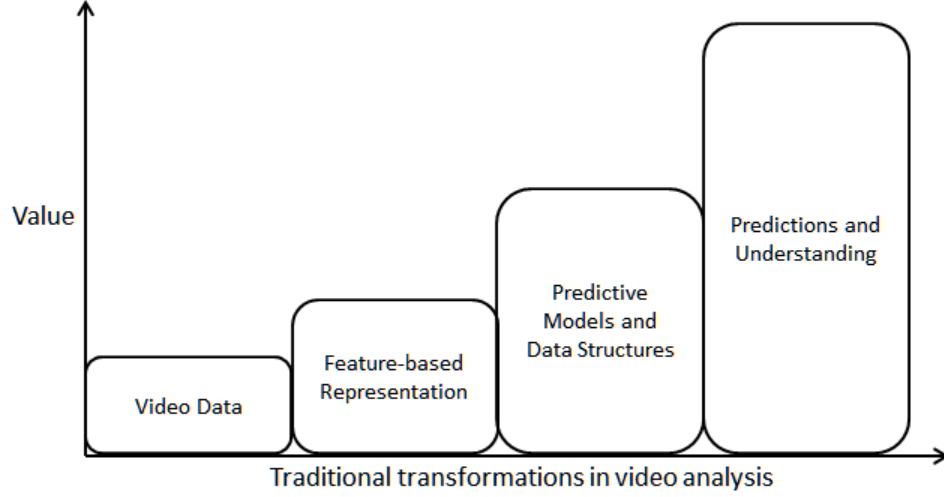 Value
Video Data
Feature-based
Representation
Predictive
Models and
Data Structures
Predictions and
Understanding
Traditional transformations in video analysis